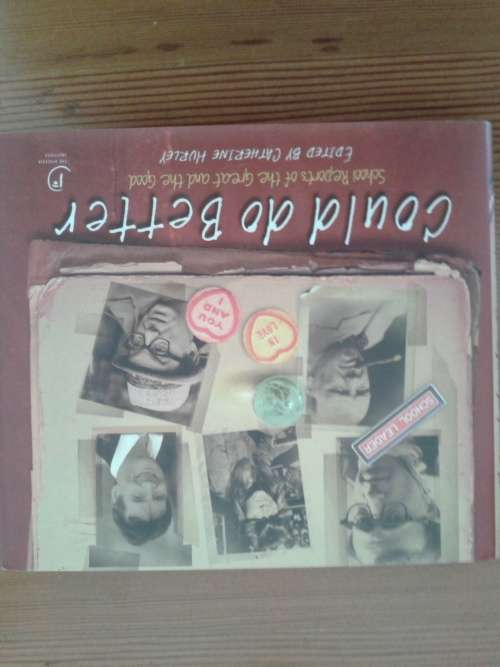 SCHOOL LEADER
IN
LOVE
YOU
AND
I
Could do Better
School Reports of the Great and the Good
EDITED BY CATHERINE HURLEY